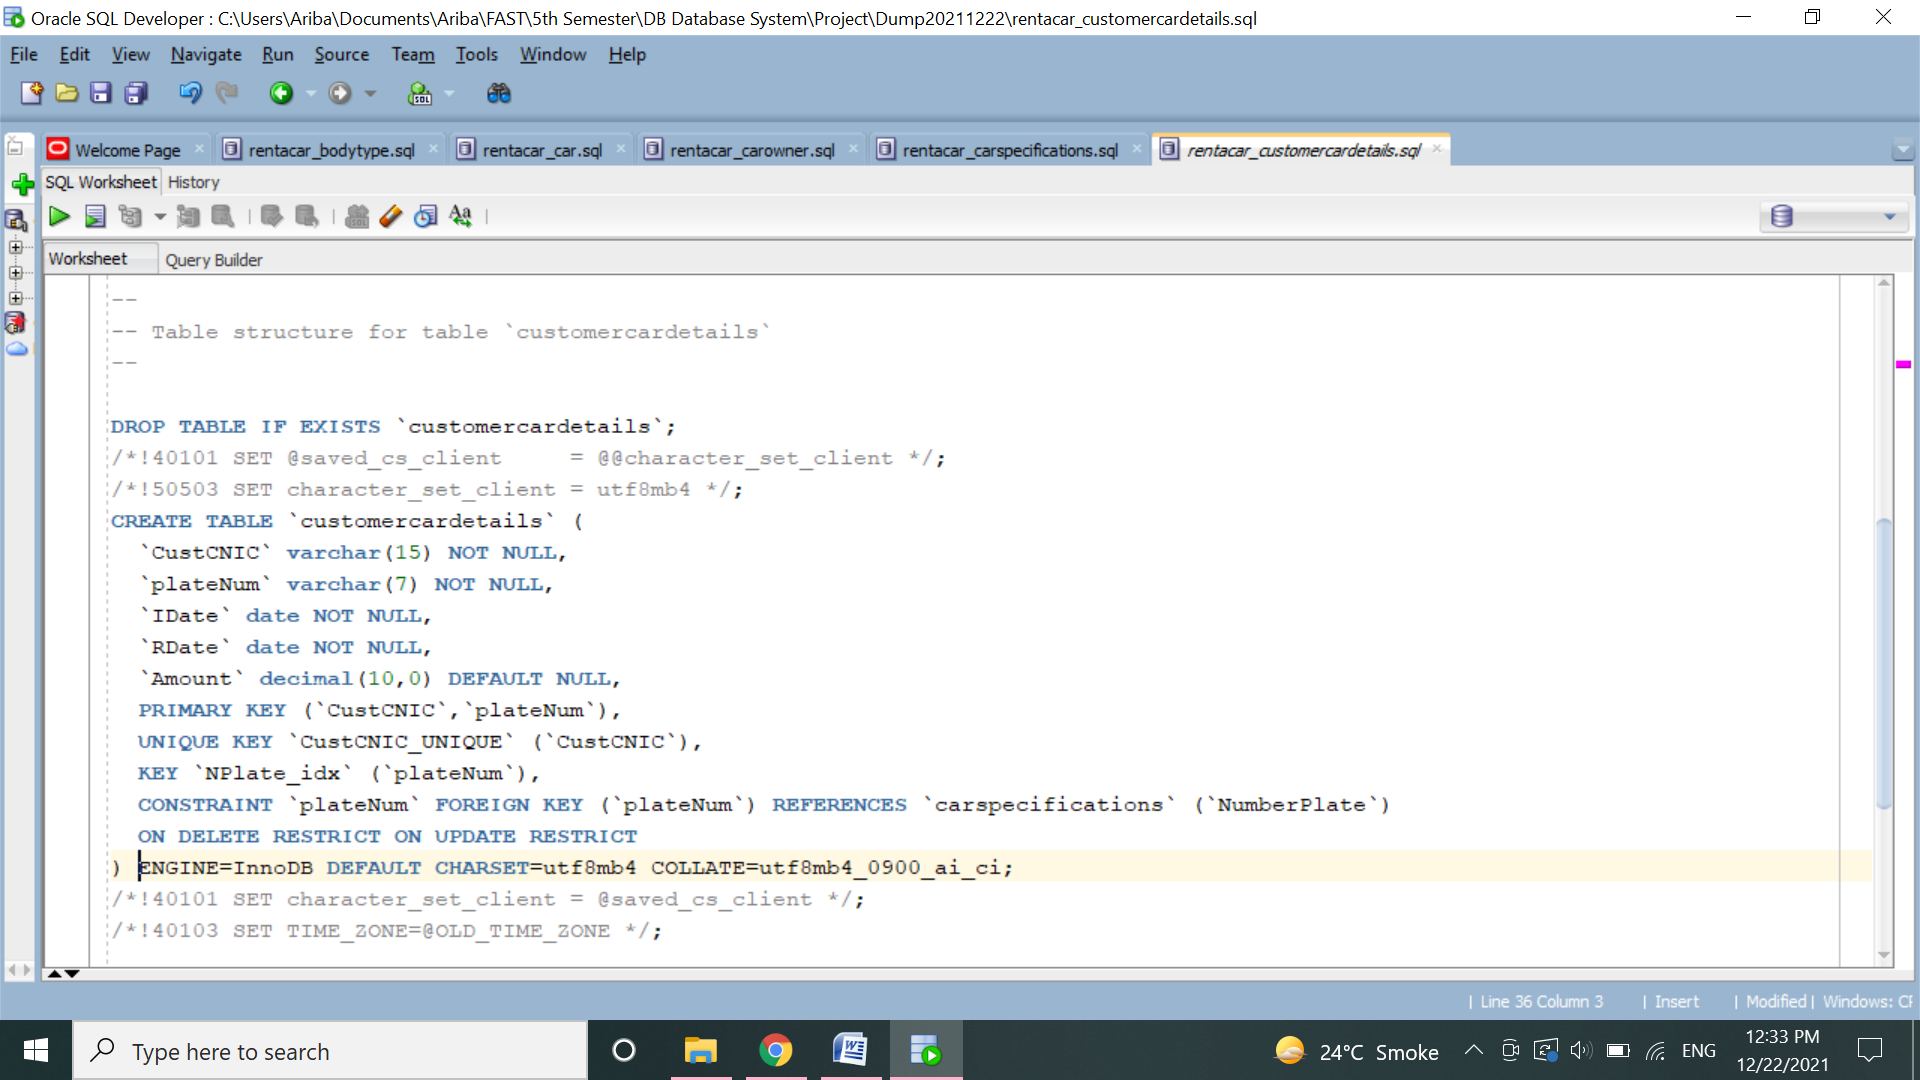 Oracle SQL Developer : C:\Users\Ariba\Documents\Ariba\FAST\5th Semester\DB Database System\Project\Dump20211222\rentacar_customercardetails.sql
File Edit View Navigate Run Source Team Tools Window Help
Welcome Page rentacar_bodytype.sql rentacar_car.sql rentacar_carowner.sql rentacar_carspecifications.sql rentacar_customercardetails.sql
SQL Worksheet History
Worksheet Query Builder
--
-- Table structure for table `customercardetails`
--
DROP TABLE IF EXISTS `customercardetails`;
/*!40101 SET @saved_cs_client     = @@character_set_client */;
/*!50503 SET character_set_client = utf8mb4 */;
CREATE TABLE `customercardetails` (
`CustCNIC` varchar(15) NOT NULL,
`plateNum` varchar(7) NOT NULL,
`IDate` date NOT NULL,
`RDate` date NOT NULL,
`Amount` decimal(10,0) DEFAULT NULL,
PRIMARY KEY (`CustCNIC`,`plateNum`),
UNIQUE KEY `CustCNIC_UNIQUE` (`CustCNIC`),
KEY `NPlate_idx` (`plateNum`),
CONSTRAINT `plateNum` FOREIGN KEY (`plateNum`) REFERENCES `carspecifications` (`NumberPlate`)
ON DELETE RESTRICT ON UPDATE RESTRICT
) ENGINE=InnoDB DEFAULT CHARSET=utf8mb4 COLLATE=utf8mb4_0900_ai_ci;
/*!40101 SET character_set_client = @saved_cs_client */;
/*!40103 SET TIME_ZONE=@OLD_TIME_ZONE */;
| Line 36 Column 3 | Insert | Modified | Windows: CF
Type here to search
24°C Smoke
ENG
12:33 PM
12/22/2021